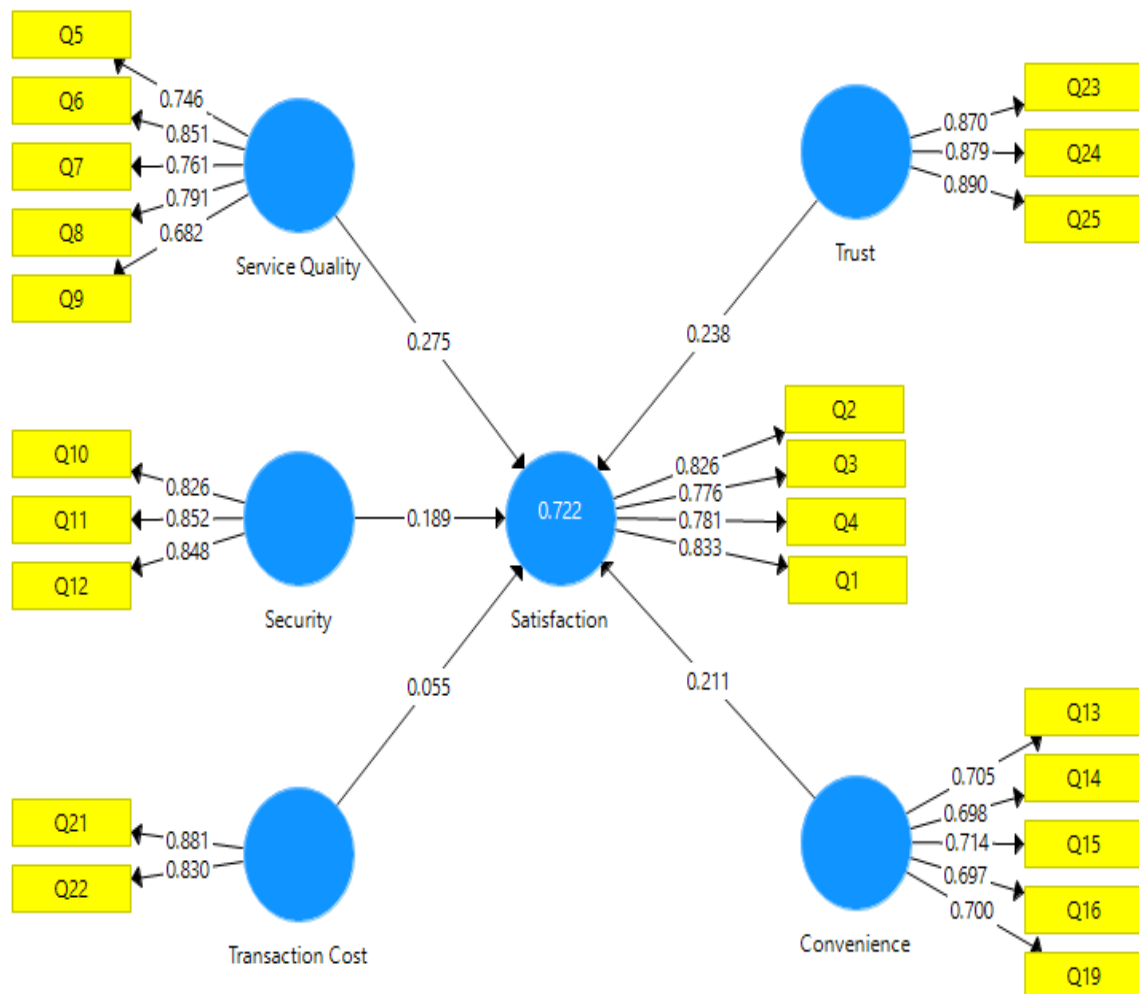 Q5
Q6
Q7
Q8
Q9
0.746
0.851
0.761
0.791
0.682
Service Quality
Q23
Q24
Q25
0.870
0.879
0.890
Trust
0.275
0.238
Q10
Q11
Q12
0.826
0.852
0.848
Security
0.189
0.722
Satisfaction
Q2
Q3
Q4
Q1
0.826
0.776
0.781
0.833
0.055
0.211
Q21
Q22
0.881
0.830
Transaction Cost
Q13
Q14
Q15
Q16
Q19
0.705
0.698
0.714
0.697
0.700
Convenience